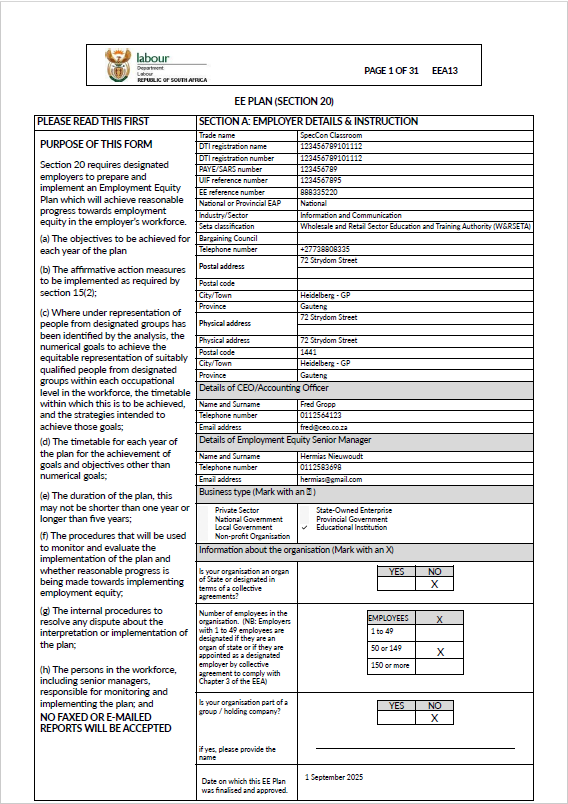 labour
Department:
Labour
REPUBLIC OF SOUTH AFRICA
PAGE 1 OF 31 EEA13
EE PLAN (SECTION 20)
PLEASE READ THIS FIRST
PURPOSE OF THIS FORM
Section 20 requires designated
employers to prepare and
implement an Employment Equity
Plan which will achieve reasonable
progress towards employment
equity in the employer's workforce.
(a) The objectives to be achieved for
each year of the plan
(b) The affirmative action measures
to be implemented as required by
section 15(2);
(c) Where under representation of
people from designated groups has
been identified by the analysis, the
numerical goals to achieve the
equitable representation of suitably
qualified people from designated
groups within each occupational
level in the workforce, the timetable
within which this is to be achieved,
and the strategies intended to
achieve those goals;
(d) The timetable for each year of
the plan for the achievement of
goals and objectives other than
numerical goals;
(e) The duration of the plan, this
may not be shorter than one year or
longer than five years;
(f) The procedures that will be used
to monitor and evaluate the
implementation of the plan and
whether reasonable progress is
being made towards implementing
employment equity;
(g) The internal procedures to
resolve any dispute about the
interpretation or implementation of
the plan;
(h) The persons in the workforce,
including senior managers,
responsible for monitoring and
implementing the plan; and
NO FAXED OR E-MAILED
REPORTS WILL BE ACCEPTED
SECTION A: EMPLOYER DETAILS & INSTRUCTION
Trade name SpecCon Classroom
DTI registration name 123456789101112
DTI registration number 123456789101112
PAYE/SARS number 123456789
UIF reference number 1234567895
EE reference number 888335220
National or Provincial EAP National
Industry/Sector Information and Communication
Seta classification Wholesale and Retail Sector Education and Training Authority (W&RSETA)
Bargaining Council
Telephone number +27738808335
Postal address 72 Strydom Street
Postal code
City/Town Heidelberg - GP
Province Gauteng
Physical address 72 Strydom Street
Physical address 72 Strydom Street
Postal code 1441
City/Town Heidelberg - GP
Province Gauteng
Details of CEO/Accounting Officer
Name and Surname Fred Gropp
Telephone number 0112564123
Email address fred@ceo.co.za
Details of Employment Equity Senior Manager
Name and Surname Hermias Nieuwoudt
Telephone number 0112583698
Email address hermias@gmail.com
Business type (Mark with an )
Private Sector State-Owned Enterprise
National Government Provincial Government
Local Government ✓ Educational Institution
Non-profit Organisation
Information about the organisation (Mark with an X)
Is your organisation an organ
of State or designated in
terms of a collective
agreements?
YES NO
X
Number of employees in the
organisation. (NB: Employers
with 1 to 49 employees are
designated if they are an
organ of state or if they are
appointed as a designated
employer by collective
agreement to comply with
Chapter 3 of the EEA)
EMPLOYEES X
1 to 49
50 or 149 X
150 or more
Is your organisation part of a
group / holding company?
YES NO
X
if yes, please provide the
name
Date on which this EE Plan
was finalised and approved.
1 September 2025